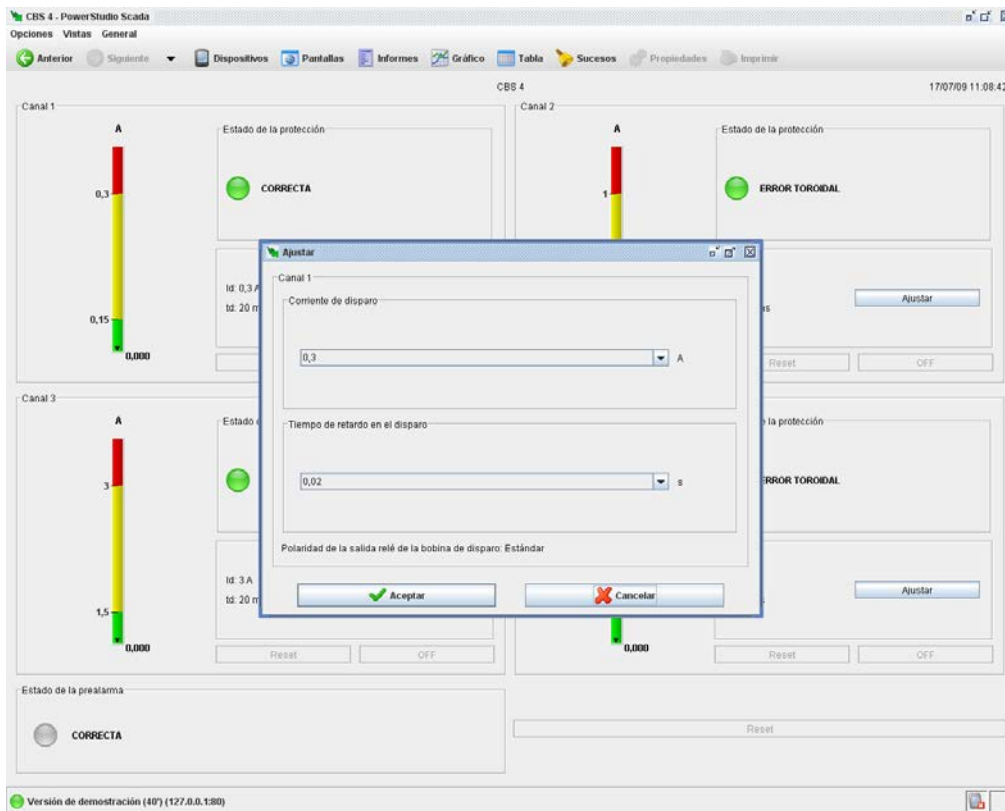 CBS 4 - PowerStudio Scada
Opciones Vistas General
Anterior Siguiente Dispositivos Pantallas Informes Gráfico Tabla Sucesos Propiedades Imprimir
CBS 4
17/07/09 11:08:42
Canal 1
A
0,3
0,15
0,000
Estado de la protección
CORRECTA
Id: 0,3 A
td: 20 m
Canal 2
A
1
Estado de la protección
ERROR TOROIDAL
Ajustar
Reset
OFF
Ajustar
Canal 1
Corriente de disparo
0,3
A
Tiempo de retardo en el disparo
0,02
s
Polaridad de la salida relé de la bobina de disparo: Estándar
Aceptar
Cancelar
Canal 3
A
3
1,5
0,000
Estado
Id: 3 A
td: 20 m
Reset
OFF
la protección
ERROR TOROIDAL
Ajustar
0,000
Reset
OFF
Estado de la prealarma
CORRECTA
Reset
Versión de demostración (40') (127.0.0.1:80)